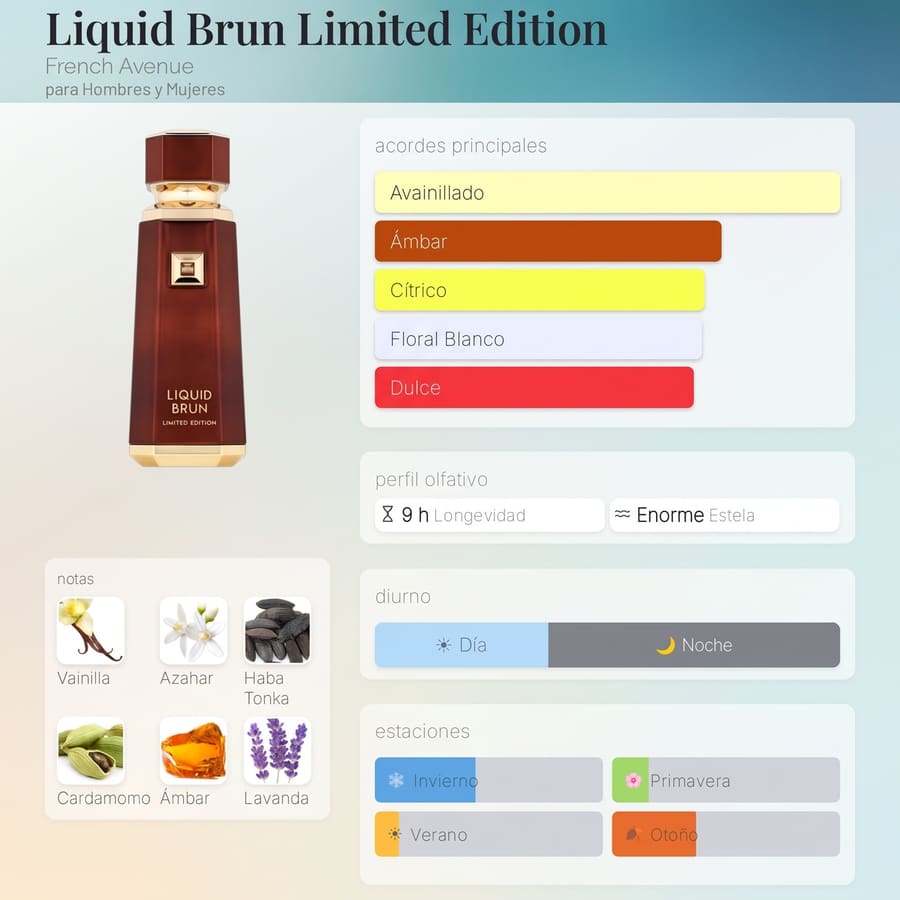 Liquid Brun Limited Edition
French Avenue
para Hombres y Mujeres
LIQUID
BRUN
LIMITED EDITION
acordes principales
Avainillado
Ámbar
Cítrico
Floral Blanco
Dulce
perfil olfativo
9 h Longevidad
Enorme Estela
notas
Vainilla
Azahar
Haba
Tonka
Cardamomo
Ámbar
Lavanda
diurno
Día
Noche
estaciones
Invierno
Primavera
Verano
Otoño